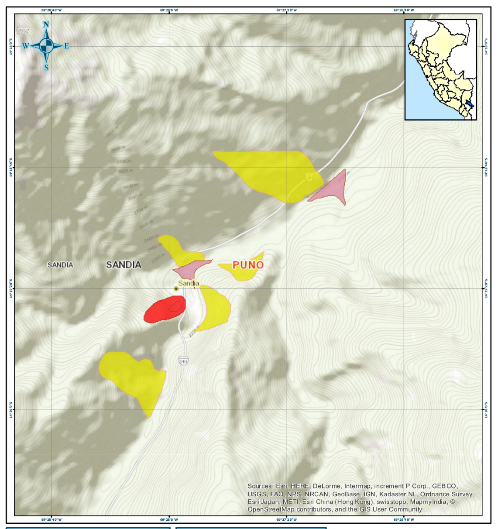 N
W E
S
SANDIA
SANDIA
PUNO
Sandia
Sources: Esri, HERE, DeLorme, Intermap, increment P Corp., GEBCO,
USGS, FAO, NPS, NRCAN, GeoBase, IGN, Kadaster NL, Ordnance Survey,
Esri Japan, METI, Esri China (Hong Kong), swisstopo, MapmyIndia, ©
OpenStreetMap contributors, and the GIS User Community